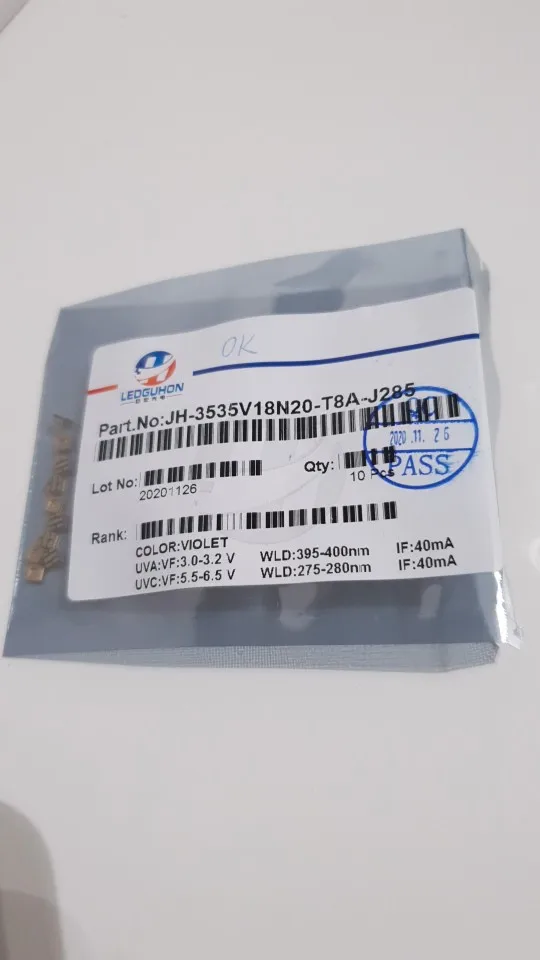 OK
LEDGUHON
Part.No:JH-3535V18N20-T8A-J285
Lot No:
20201126
Qty:
10 Pcs
2020.11.26
PASS
Rank:
COLOR:VIOLET
UVA:VF:3.0-3.2 V WLD:395-400nm IF:40mA
UVC:VF:5.5-6.5 V WLD:275-280nm IF:40mA